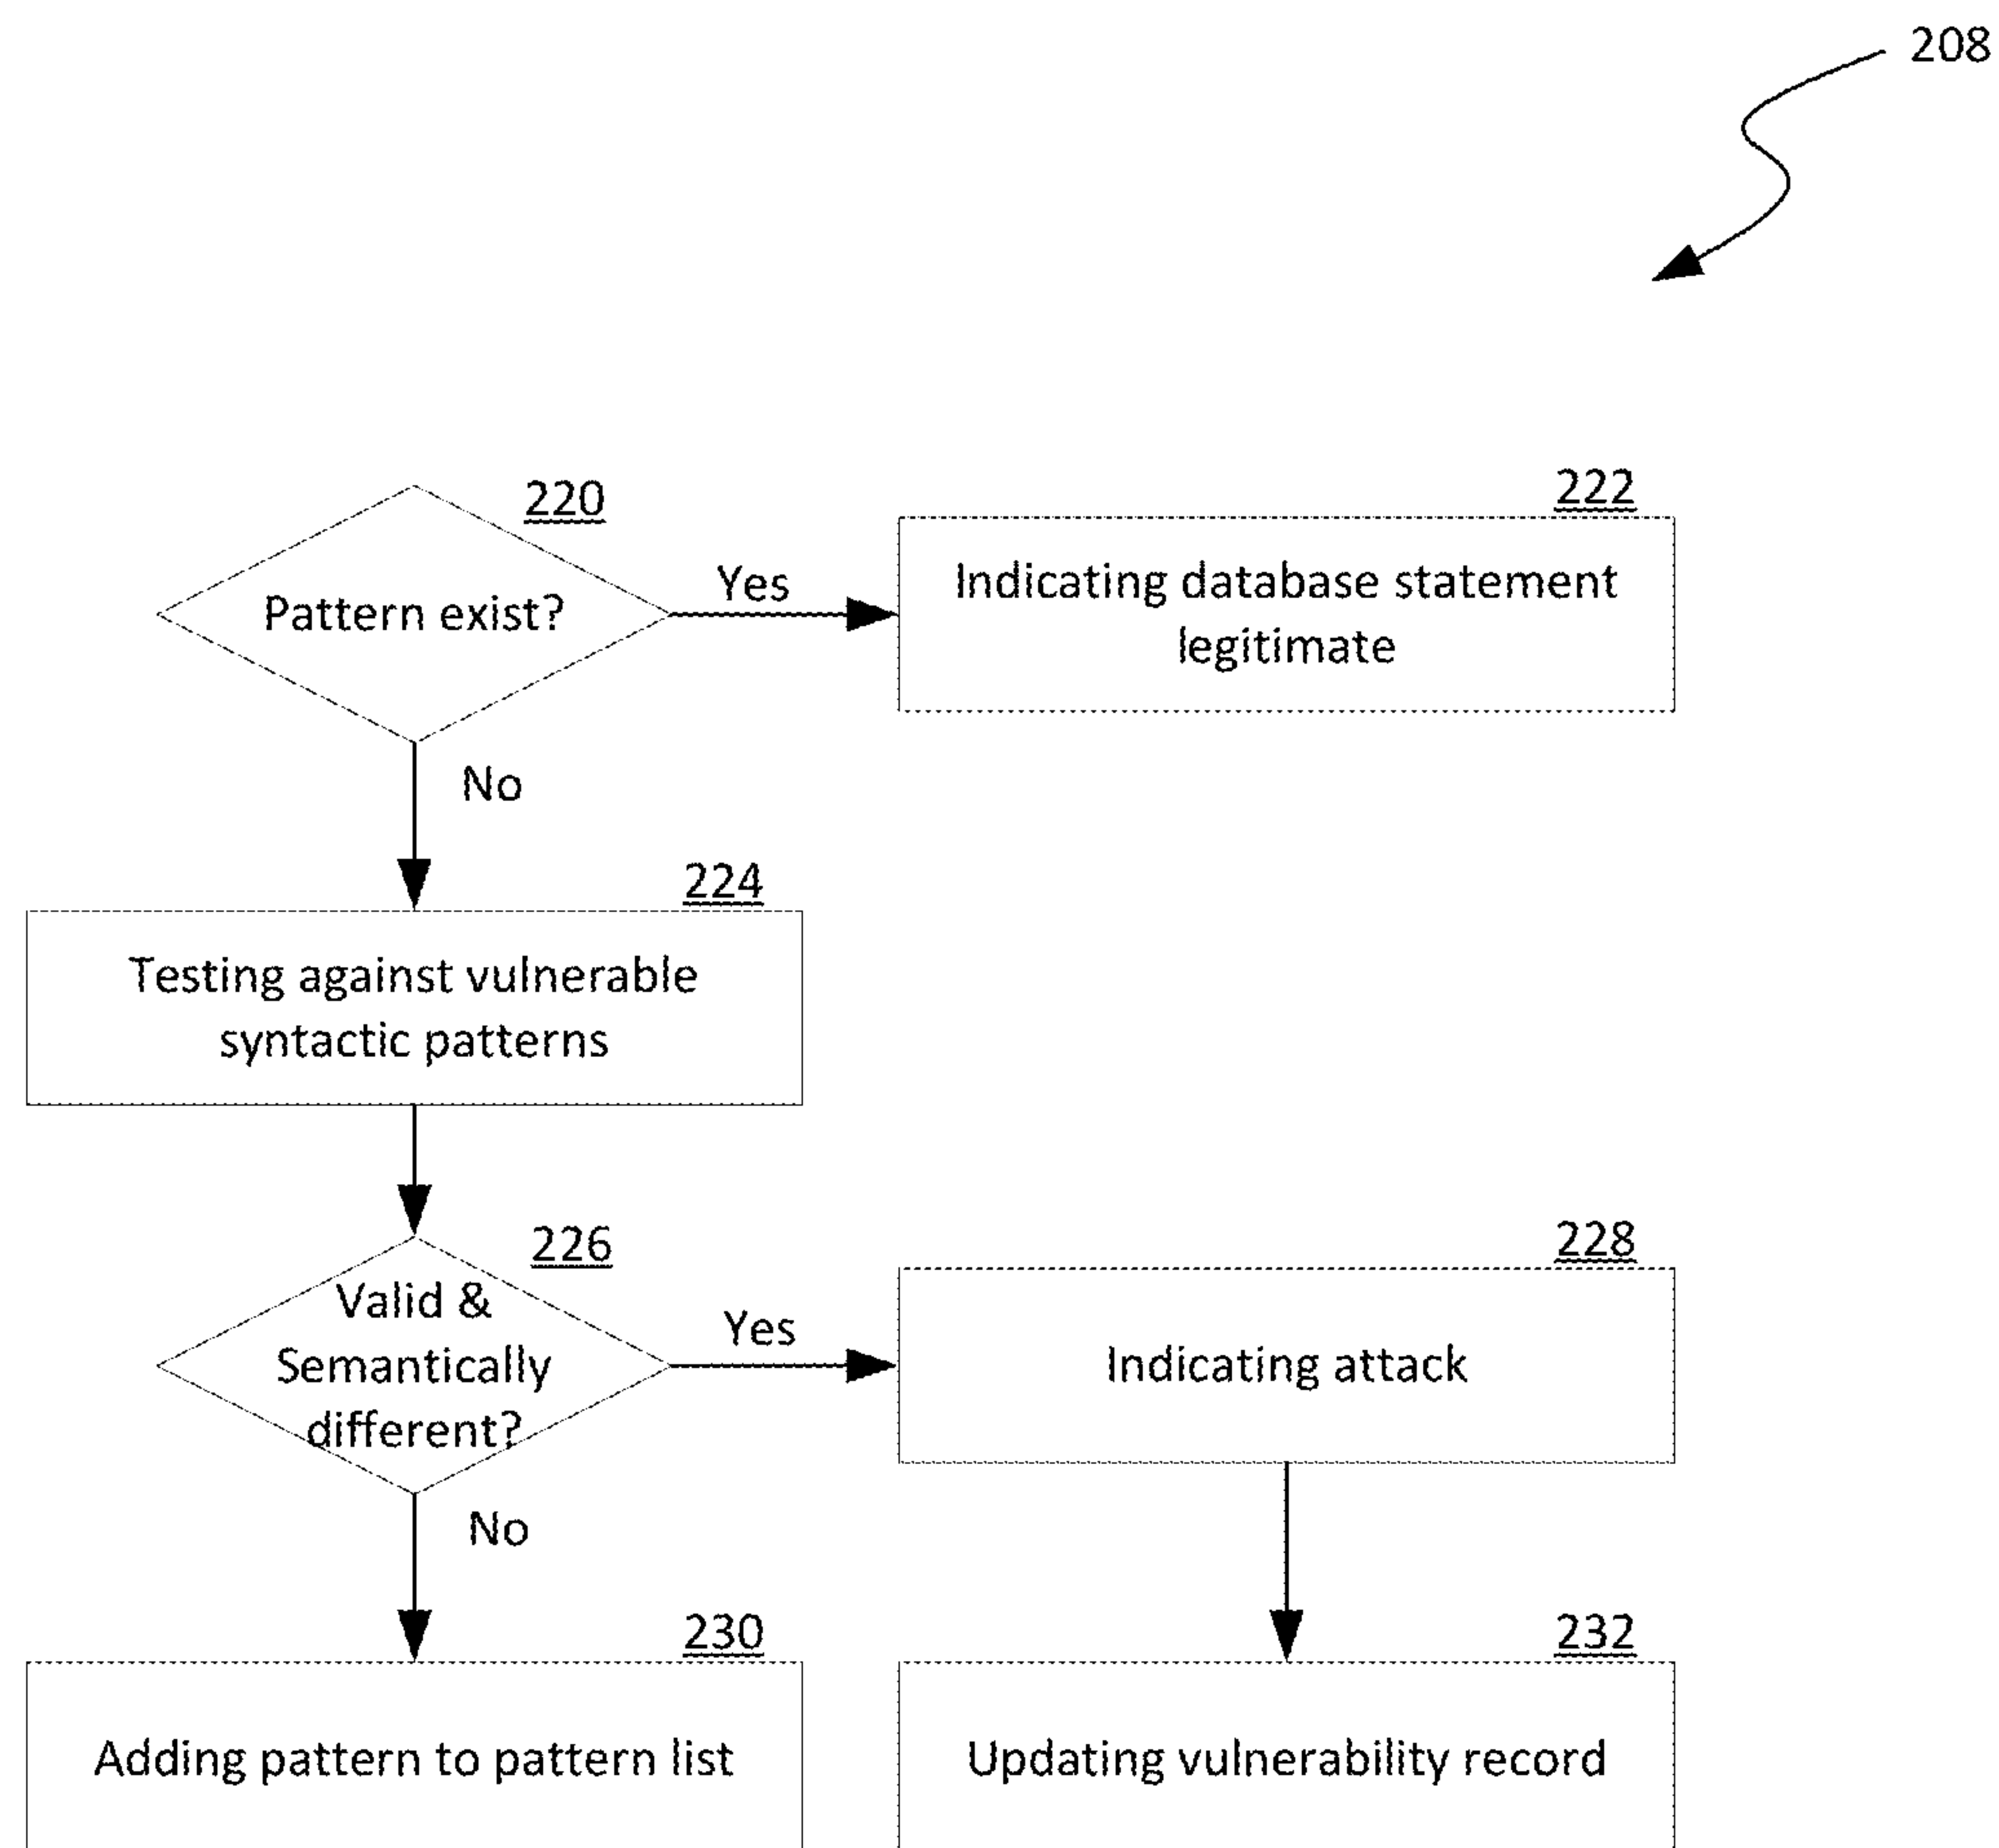 208
220
Pattern exist?
Yes
222
Indicating database statement
legitimate
No
224
Testing against vulnerable
syntactic patterns
226
Valid &
Semantically
different?
Yes
228
Indicating attack
No
230
Adding pattern to pattern list
232
Updating vulnerability record